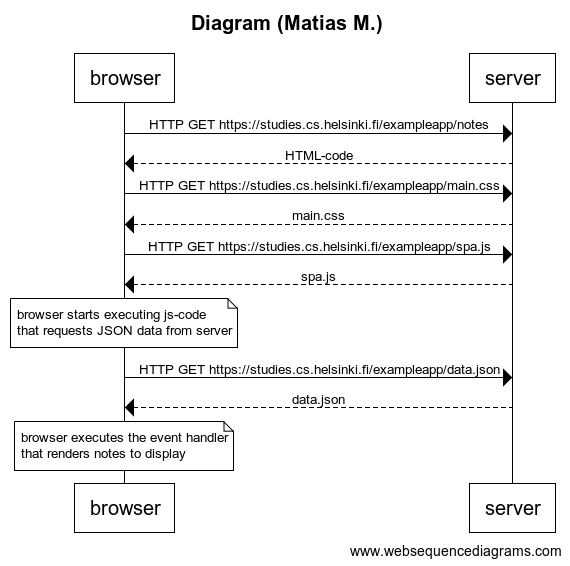 Diagram (Matias M.)
browser
server
HTTP GET https://studies.cs.helsinki.fi/exampleapp/notes
HTML-code
HTTP GET https://studies.cs.helsinki.fi/exampleapp/main.css
main.css
HTTP GET https://studies.cs.helsinki.fi/exampleapp/spa.js
spa.js
browser starts executing js-code
that requests JSON data from server
HTTP GET https://studies.cs.helsinki.fi/exampleapp/data.json
data.json
browser executes the event handler
that renders notes to display
browser
server
www.websequencediagrams.com